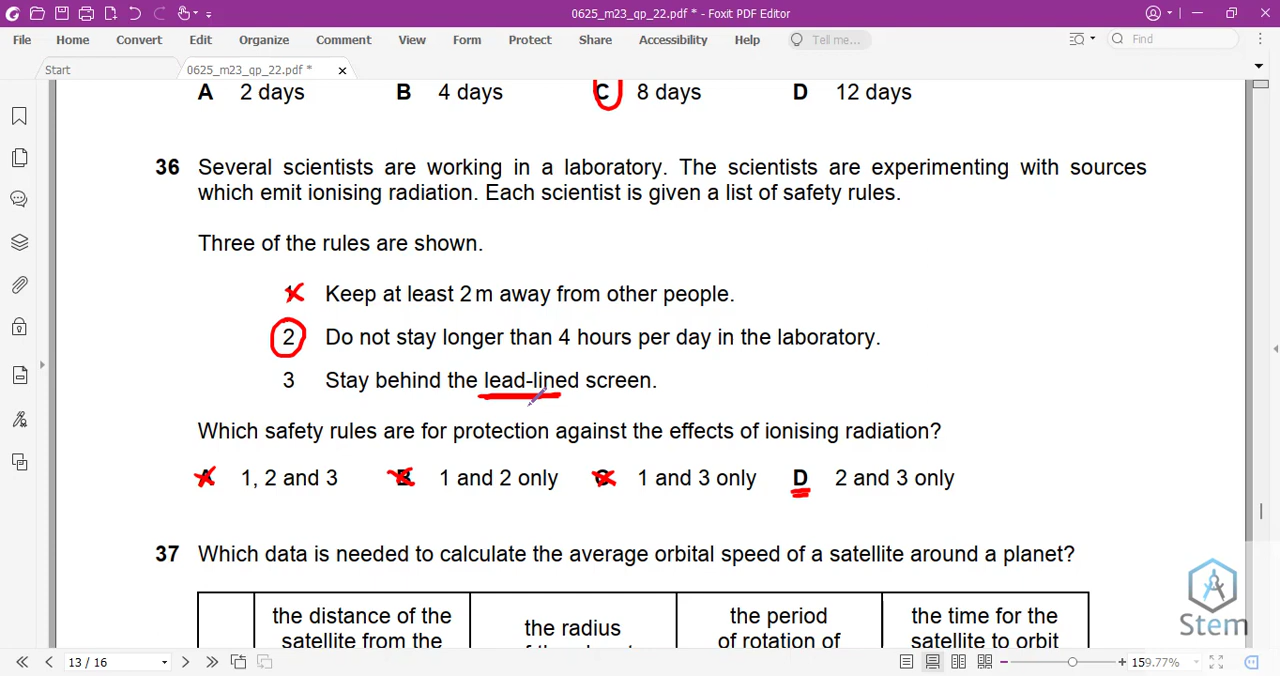 0625_m23_qp_22.pdf * - Foxit PDF Editor
File Home Convert Edit Organize Comment View Form Protect Share Accessibility Help Tell me... Find
Start 0625_m23_qp_22.pdf *
A 2 days B 4 days C 8 days D 12 days
36 Several scientists are working in a laboratory. The scientists are experimenting with sources
which emit ionising radiation. Each scientist is given a list of safety rules.
Three of the rules are shown.
1 Keep at least 2 m away from other people.
2 Do not stay longer than 4 hours per day in the laboratory.
3 Stay behind the lead-lined screen.
Which safety rules are for protection against the effects of ionising radiation?
A 1, 2 and 3 B 1 and 2 only C 1 and 3 only D 2 and 3 only
37 Which data is needed to calculate the average orbital speed of a satellite around a planet?
the distance of the
satellite from the
the radius
the period
of rotation of
the time for the
satellite to orbit
Stem
13 / 16
159.77%